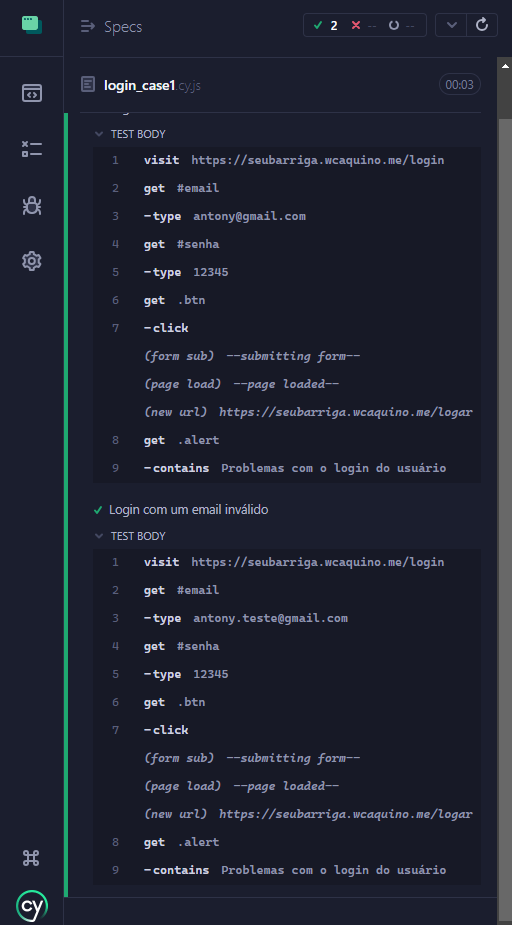 Specs
2 -- --
login_case1.cy.js 00:03
TEST BODY
1 visit https://seubarriga.wcaquino.me/login
2 get #email
3 -type antony@gmail.com
4 get #senha
5 -type 12345
6 get .btn
7 -click
(form sub) --submitting form--
(page load) --page loaded--
(new url) https://seubarriga.wcaquino.me/logar
8 get .alert
9 -contains Problemas com o login do usuário
Login com um email inválido
TEST BODY
1 visit https://seubarriga.wcaquino.me/login
2 get #email
3 -type antony.teste@gmail.com
4 get #senha
5 -type 12345
6 get .btn
7 -click
(form sub) --submitting form--
(page load) --page loaded--
(new url) https://seubarriga.wcaquino.me/logar
8 get .alert
9 -contains Problemas com o login do usuário
cy